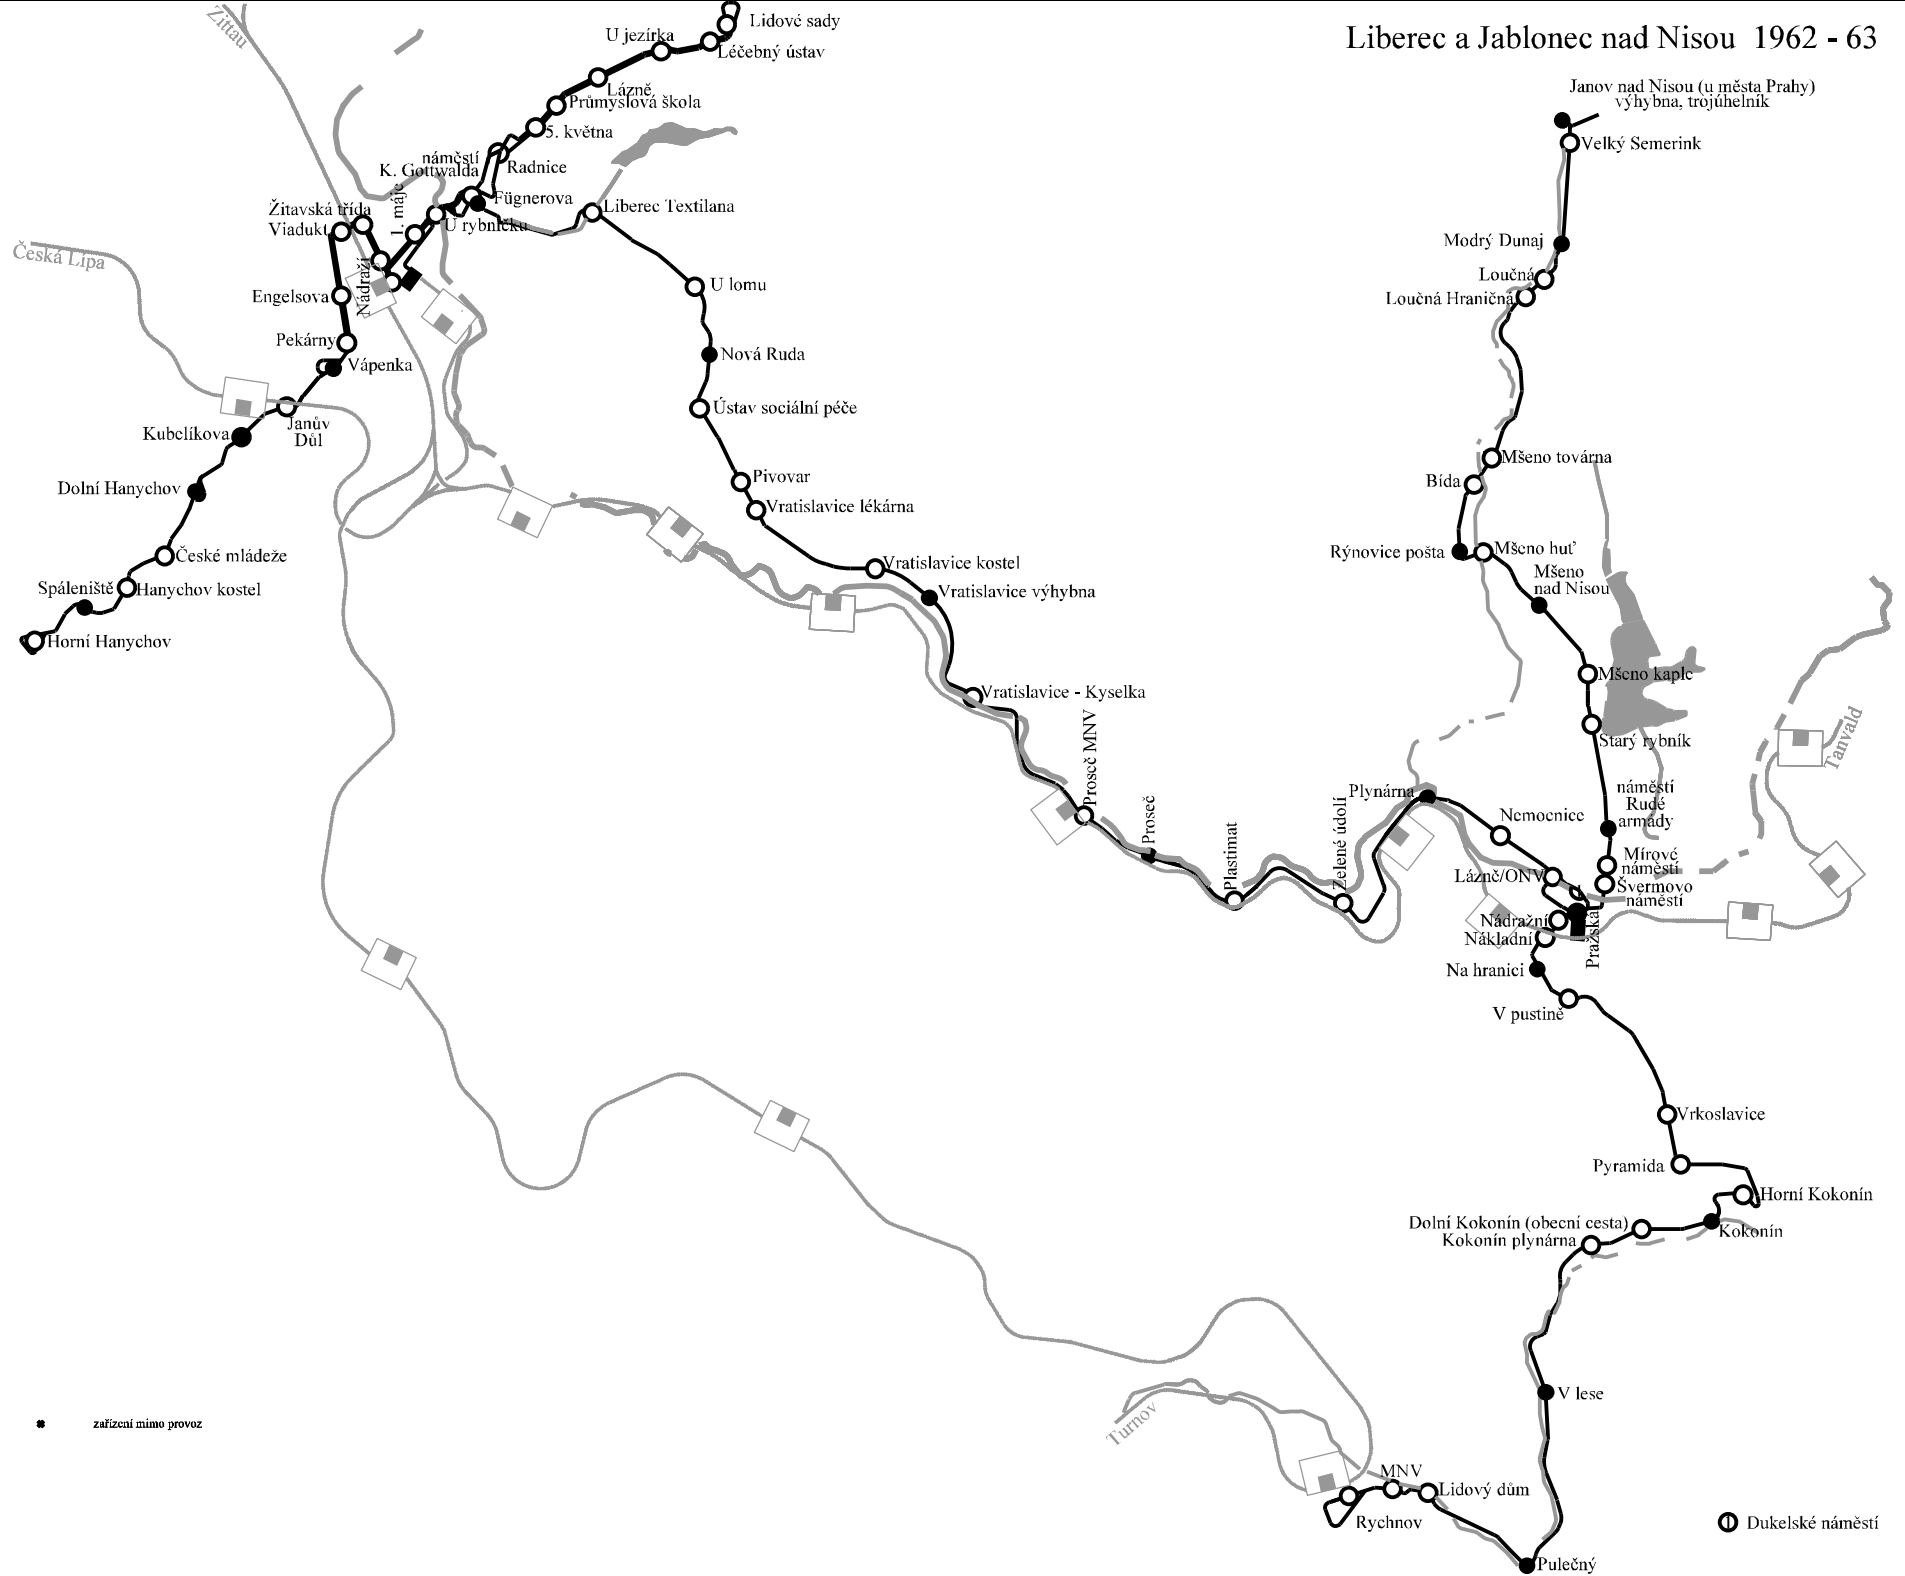 Liberec a Jablonec nad Nisou 1962 - 63
Zittau
Lidové sady
U jezírka
Léčebný ústav
Lázně
Průmyslová škola
5. května
náměstí
K. Gottwalda
Radnice
Fügnerova
U rybníčku
1. máje
Žitavská třída
Viadukt
Nádraží
Engelsova
Pekárny
Vápenka
Česká Lípa
Janův
Důl
Kubelíkova
Dolní Hanychov
České mládeže
Spáleniště
Hanychov kostel
Horní Hanychov
Liberec Textilana
U lomu
Nová Ruda
Ústav sociální péče
Pivovar
Vratislavice lékárna
Vratislavice kostel
Vratislavice výhybna
Vratislavice - Kyselka
Proseč MNV
Proseč
Plastimat
Zelené údolí
Plynárna
Nemocnice
Lázně/ONV
Nádražní
Nákladní
Pražská
Na hranici
V pustině
Janov nad Nisou (u města Prahy)
výhybna, trojúhelník
Velký Semerink
Modrý Dunaj
Loučná
Loučná Hraničná
Mšeno továrna
Bída
Rýnovice pošta
Mšeno huť
Mšeno
nad Nisou
Mšeno kaple
Starý rybník
náměstí
Rudé
armády
Mírové
náměstí
Švermovo
náměstí
Tanvald
Vrkoslavice
Pyramida
Horní Kokonín
Dolní Kokonín (obecní cesta)
Kokonín plynárna
Kokonín
V lese
Turnov
MNV
Lidový dům
Rychnov
Pulečný
Dukelské náměstí
zařízení mimo provoz